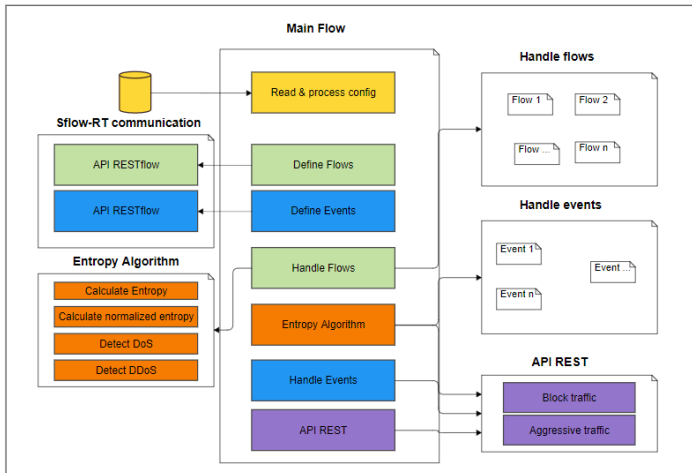 Main Flow
Read & process config
Sflow-RT communication
API RESTflow
API RESTflow
Define Flows
Define Events
Handle Flows
Entropy Algorithm
Handle Events
API REST
Entropy Algorithm
Calculate Entropy
Calculate normalized entropy
Detect DoS
Detect DDoS
Handle flows
Flow 1
Flow 2
Flow ...
Flow n
Handle events
Event 1
Event ...
Event n
API REST
Block traffic
Aggressive traffic